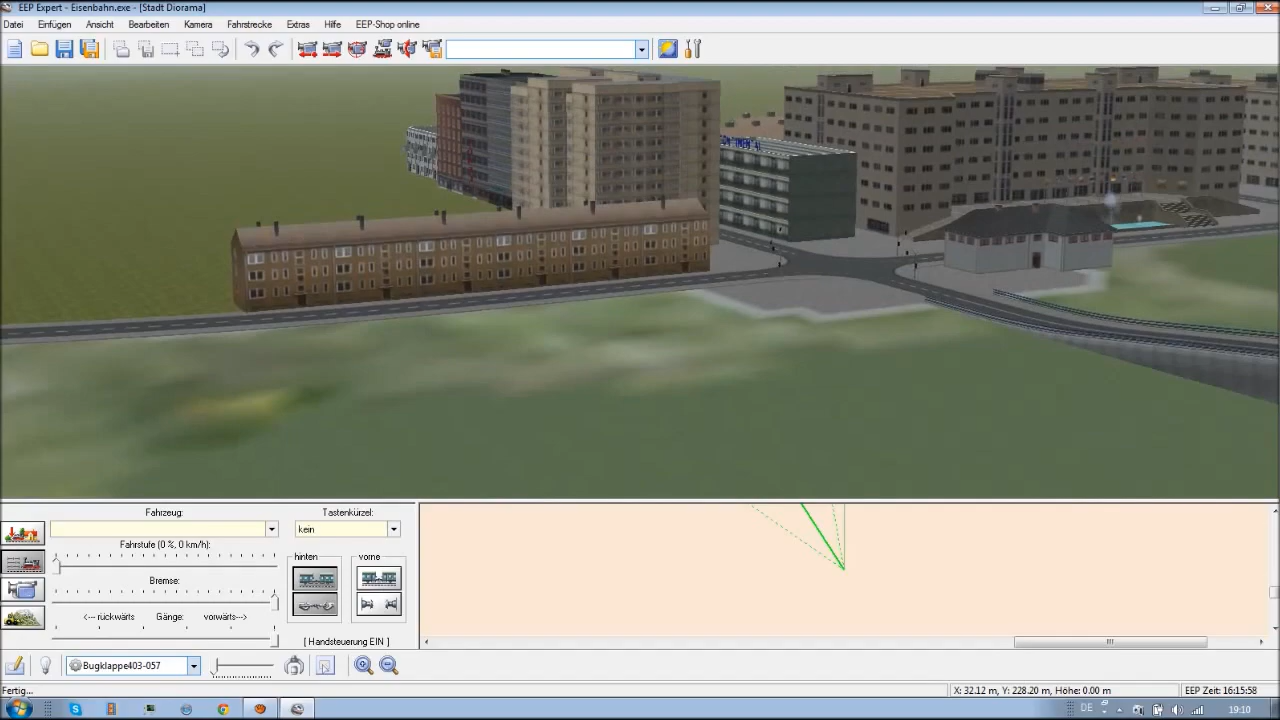 EEP Expert - Eisenbahn.exe - [Stadt Diorama]
Datei Einfügen Ansicht Bearbeiten Kamera Fahrstrecke Extras Hilfe EEP-Shop online
Fahrzeug: Tastenkürzel:
kein
Fahrstufe (0 %, 0 km/h):
hinten vorne
Bremse:
<--- rückwärts Gänge: vorwärts--->
[ Handsteuerung EIN ]
Bugklappe403-057
Fertig... X: 32.12 m, Y: 228.20 m, Höhe: 0.00 m EEP Zeit: 16:15:58
DE 19:10